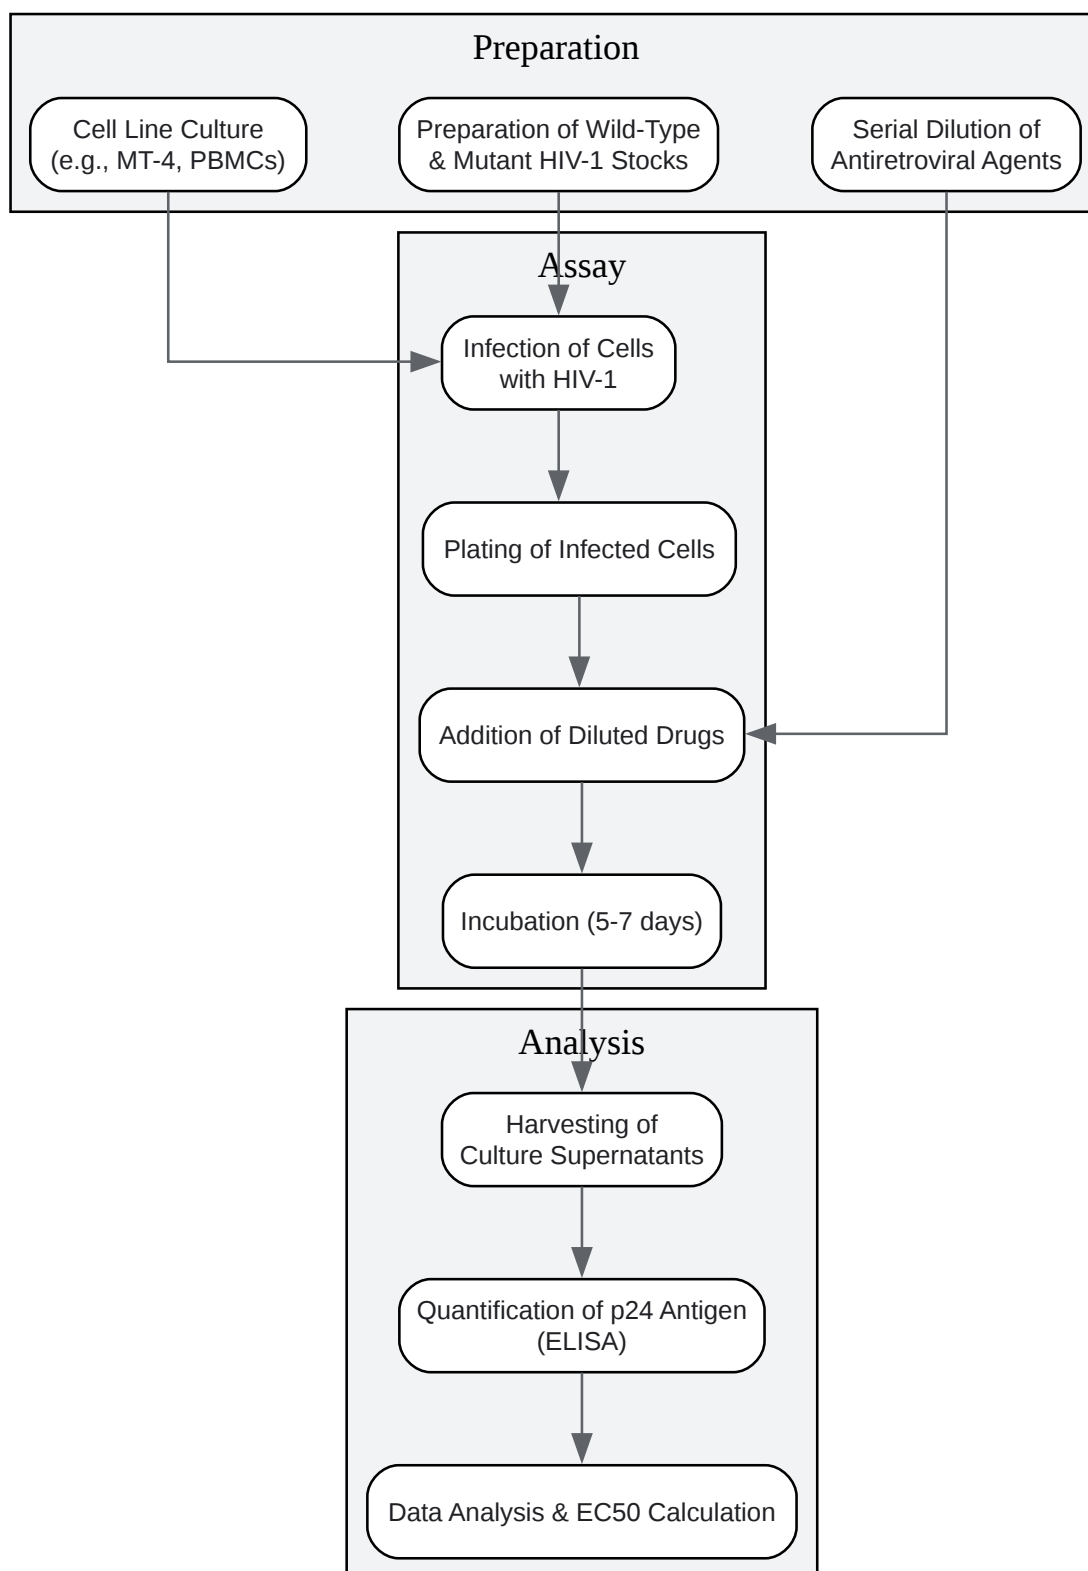 Preparation
Cell Line Culture
(e.g., MT-4, PBMCs)
Preparation of Wild-Type
& Mutant HIV-1 Stocks
Serial Dilution of
Antiretroviral Agents
Assay
Infection of Cells
with HIV-1
Plating of Infected Cells
Addition of Diluted Drugs
Incubation (5-7 days)
Analysis
Harvesting of
Culture Supernatants
Quantification of p24 Antigen
(ELISA)
Data Analysis & EC50 Calculation